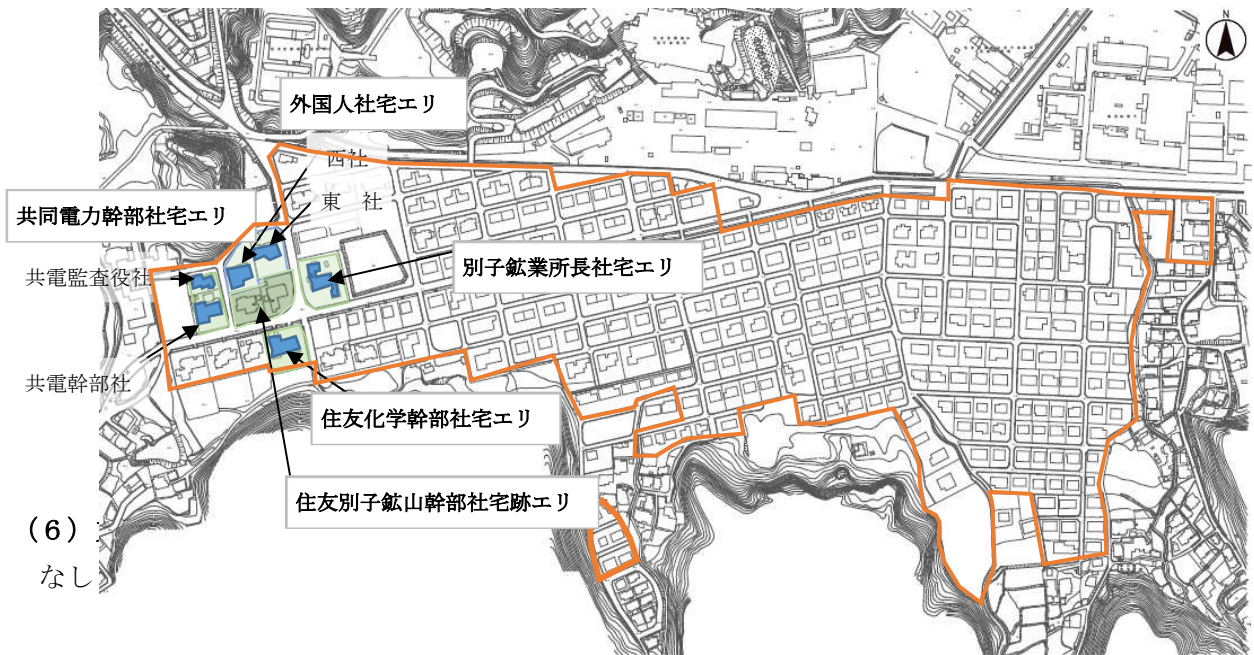 N
外国人社宅エリ
西社
東　社
共同電力幹部社宅エリ
別子鉱業所長社宅エリ
共電監査役社
共電幹部社
住友化学幹部社宅エリ
住友別子鉱山幹部社宅跡エリ
（6）
なし